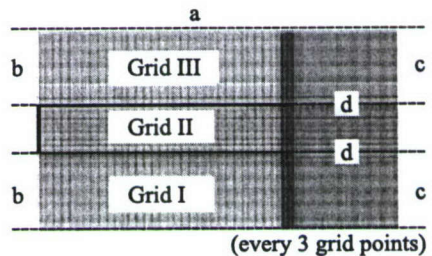 a
b Grid III c
d
Grid II
d
b Grid I c
(every 3 grid points)